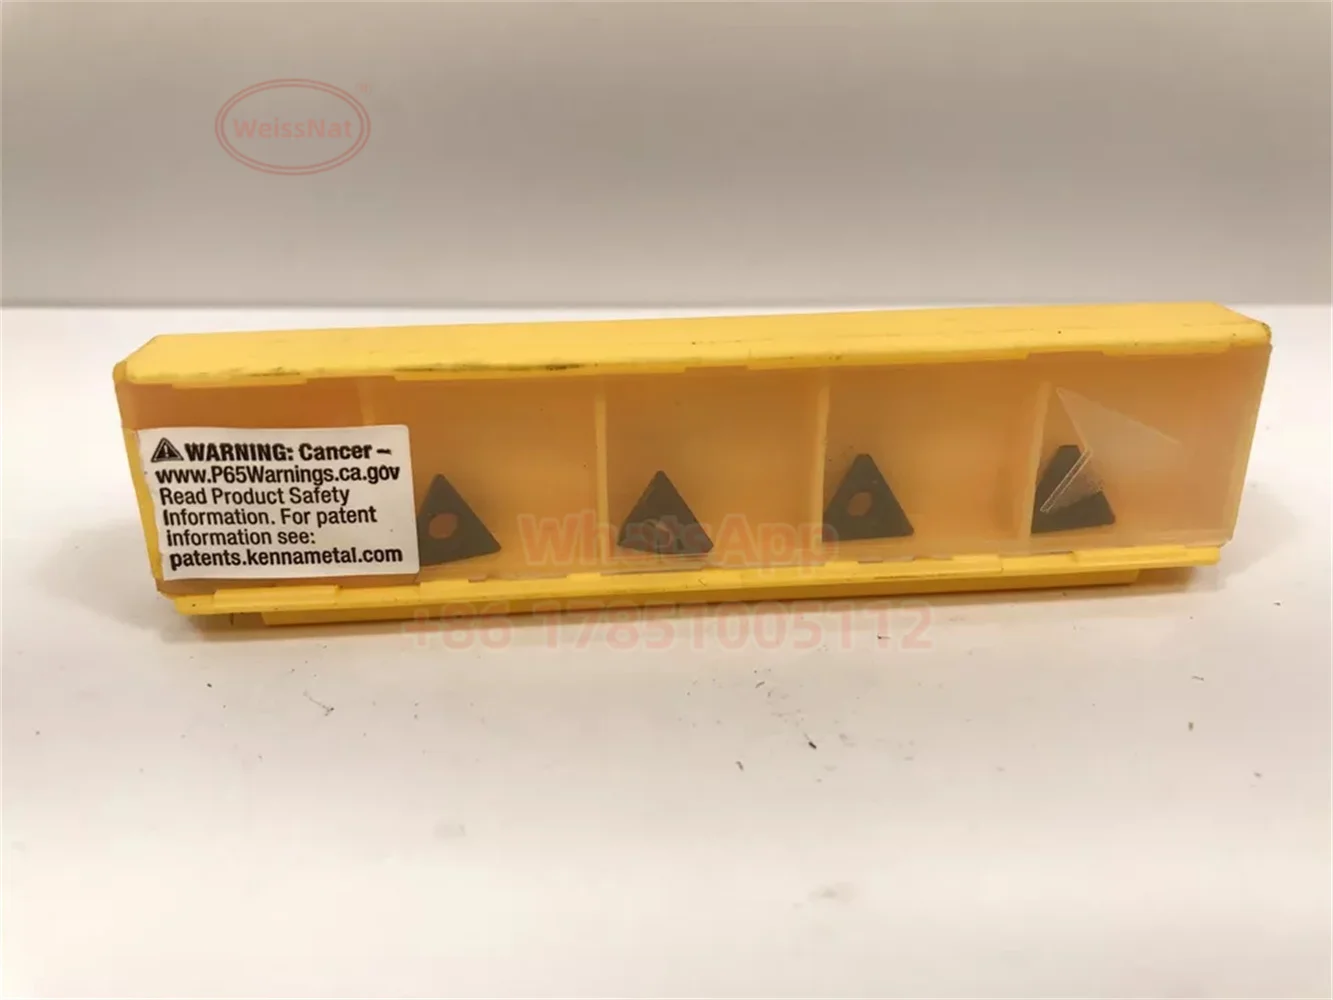 WeissNat®
WARNING: Cancer –
www.P65Warnings.ca.gov
Read Product Safety
Information. For patent
information see:
patents.kennametal.com
WhatsApp
+86 17851005112